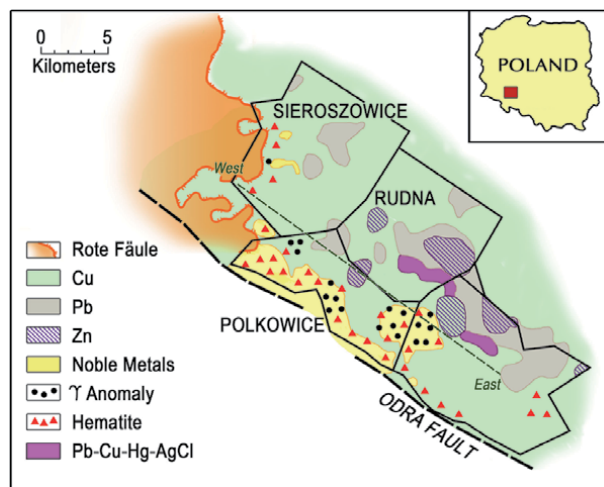 0 5
Kilometers
POLAND
SIEROSZOWICE
West
RUDNA
Rote Fäule
Cu
Pb
Zn
POLKOWICE
Noble Metals
ϒ Anomaly
East
Hematite
ODRA FAULT
Pb-Cu-Hg-AgCl